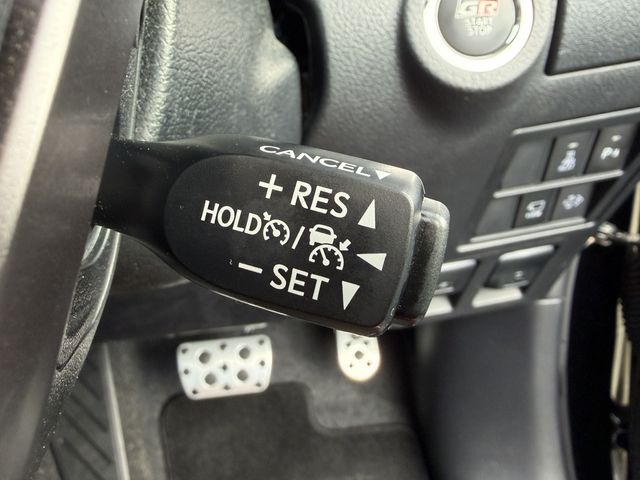 GR
START
STOP
CANCEL▼
+ RES ▲
HOLD /
− SET ▼
P